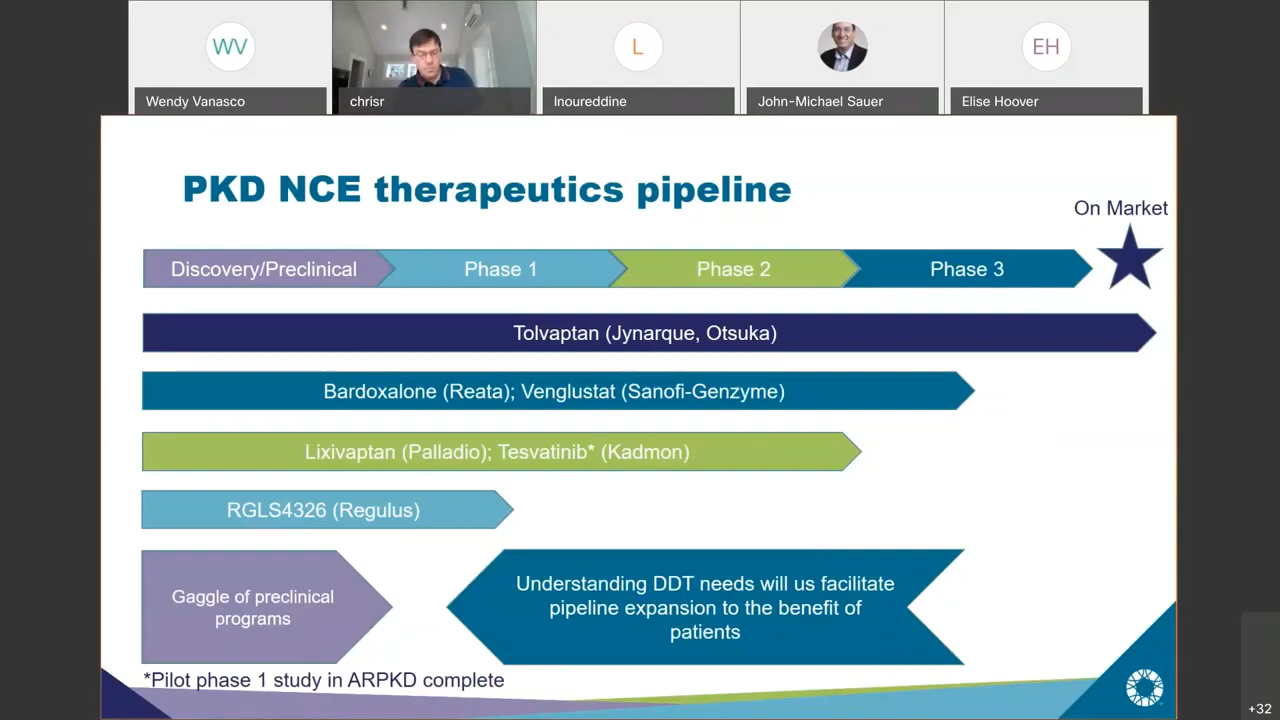 WV
L
EH
Wendy Vanasco
chrisr
lnoureddine
John-Michael Sauer
Elise Hoover
PKD NCE therapeutics pipeline
On Market
Discovery/Preclinical
Phase 1
Phase 2
Phase 3
Tolvaptan (Jynarque, Otsuka)
Bardoxalone (Reata); Venglustat (Sanofi-Genzyme)
Lixivaptan (Palladio); Tesvatinib* (Kadmon)
RGLS4326 (Regulus)
Gaggle of preclinical
programs
Understanding DDT needs will us facilitate
pipeline expansion to the benefit of
patients
*Pilot phase 1 study in ARPKD complete
+32